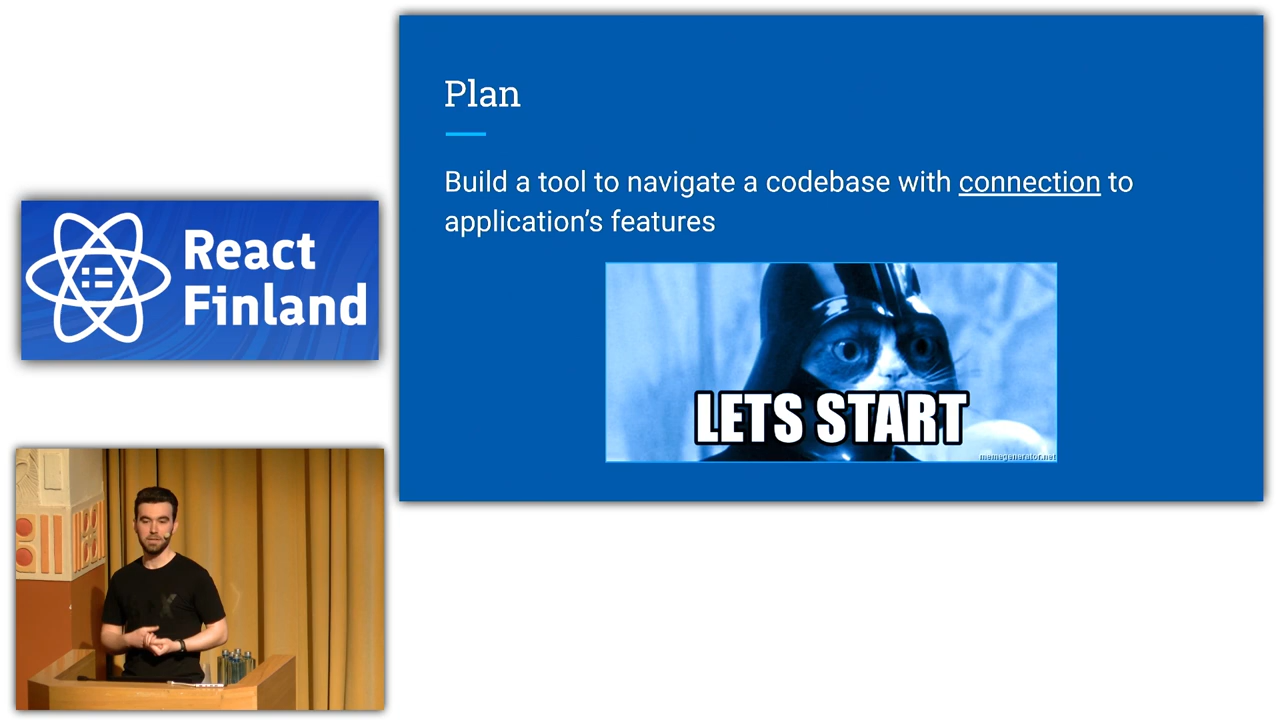 Plan
Build a tool to navigate a codebase with connection to
application's features
LETS START
memegenerator.net
React
Finland